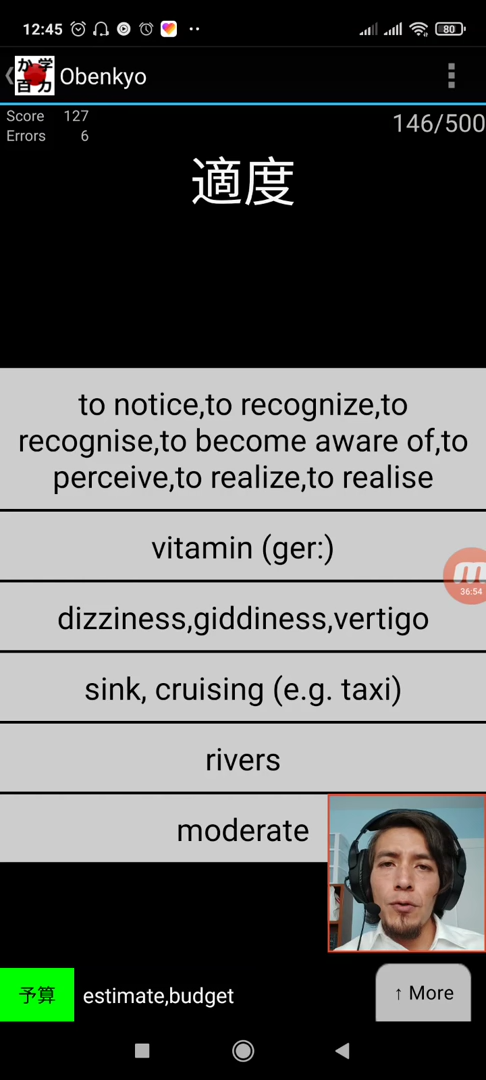 12:45
80
Obenkyo
Score 127
Errors 6
146/500
適度
to notice,to recognize,to
recognise,to become aware of,to
perceive,to realize,to realise
vitamin (ger:)
dizziness,giddiness,vertigo
36:54
sink, cruising (e.g. taxi)
rivers
moderate
予算 estimate,budget
↑ More